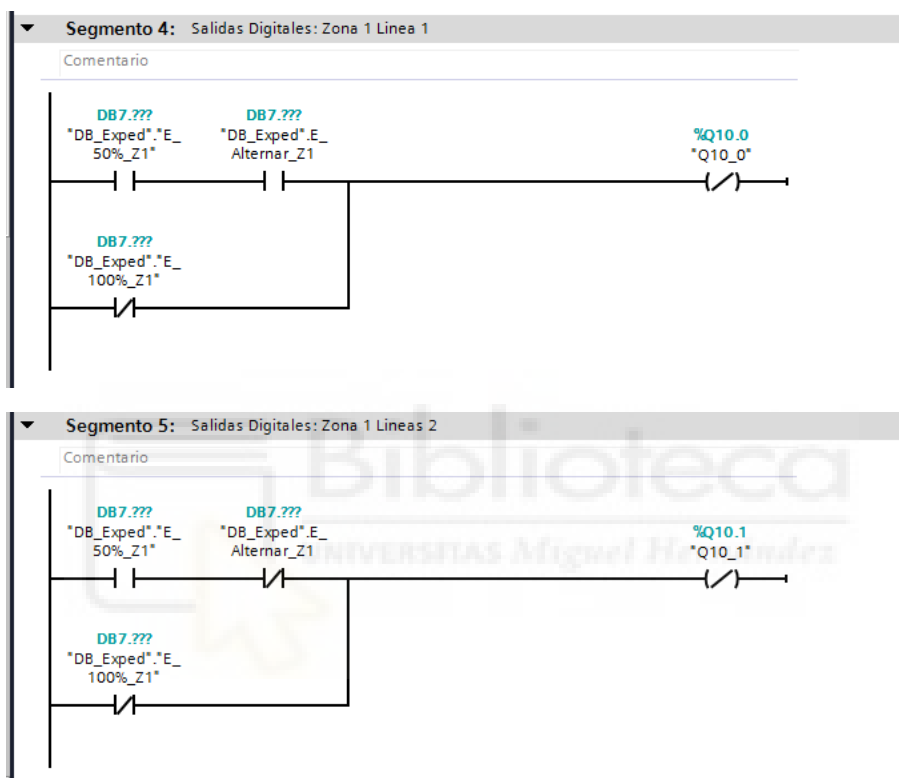 Segmento 4: Salidas Digitales: Zona 1 Linea 1
Comentario
DB7.???
"DB_Exped"."E_
50%_Z1"
DB7.???
"DB_Exped".E_
Alternar_Z1
%Q10.0
"Q10_0"
DB7.???
"DB_Exped"."E_
100%_Z1"
Segmento 5: Salidas Digitales: Zona 1 Lineas 2
Comentario
Biblioteca
UNIVERSITAS Miguel Hernández
DB7.???
"DB_Exped"."E_
50%_Z1"
DB7.???
"DB_Exped".E_
Alternar_Z1
%Q10.1
"Q10_1"
DB7.???
"DB_Exped"."E_
100%_Z1"